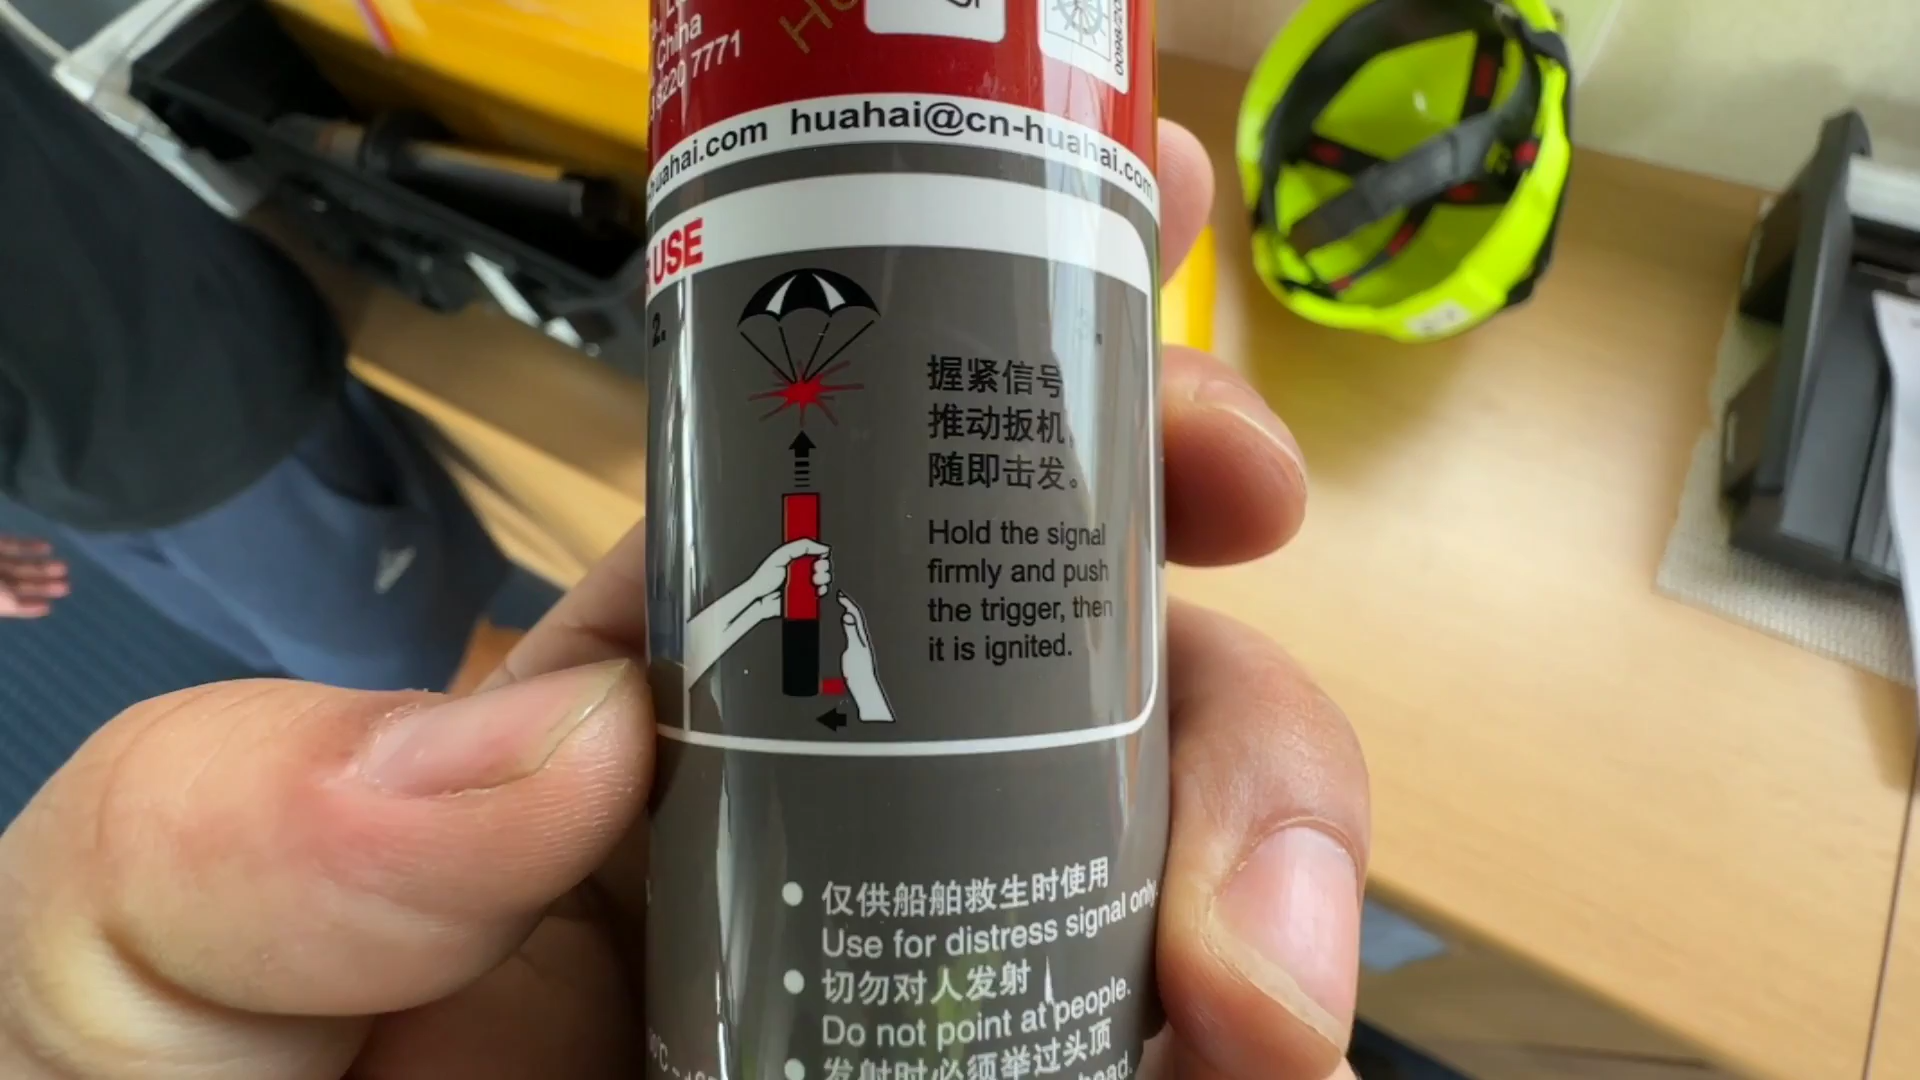 China
7771
huahai.com huahai@cn-huahai.com
USE
2.
握紧信号
推动扳机
随即击发。
Hold the signal
firmly and push
the trigger, then
it is ignited.
仅供船舶救生时使用
Use for distress signal only.
切勿对人发射
Do not point at people.
发射时必须举过头顶